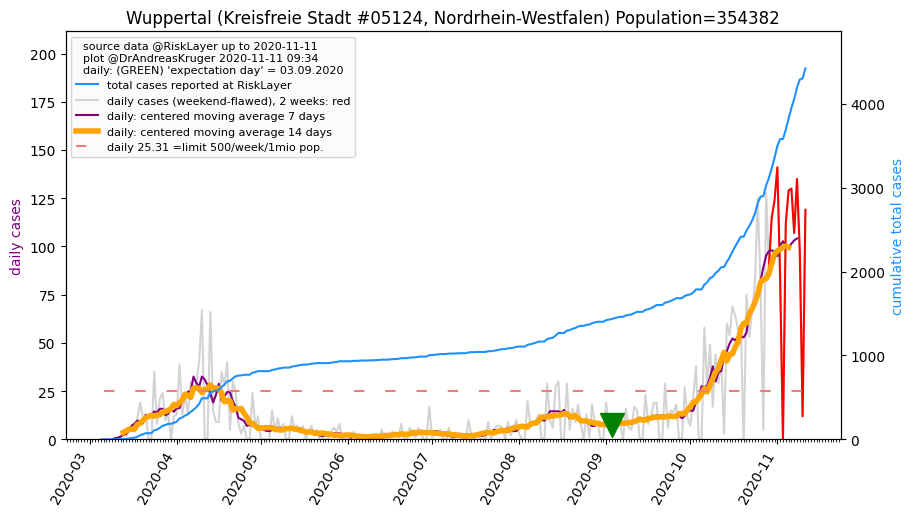 Wuppertal (Kreisfreie Stadt #05124, Nordrhein-Westfalen) Population=354382
source data @RiskLayer up to 2020-11-11
plot @DrAndreasKruger 2020-11-11 09:34
daily: (GREEN) 'expectation day' = 03.09.2020
total cases reported at RiskLayer
daily cases (weekend-flawed), 2 weeks: red
daily: centered moving average 7 days
daily: centered moving average 14 days
daily 25.31 =limit 500/week/1mio pop.
daily cases
200
175
150
125
100
75
50
25
0
cumulative total cases
4000
3000
2000
1000
0
2020-03
2020-04
2020-05
2020-06
2020-07
2020-08
2020-09
2020-10
2020-11